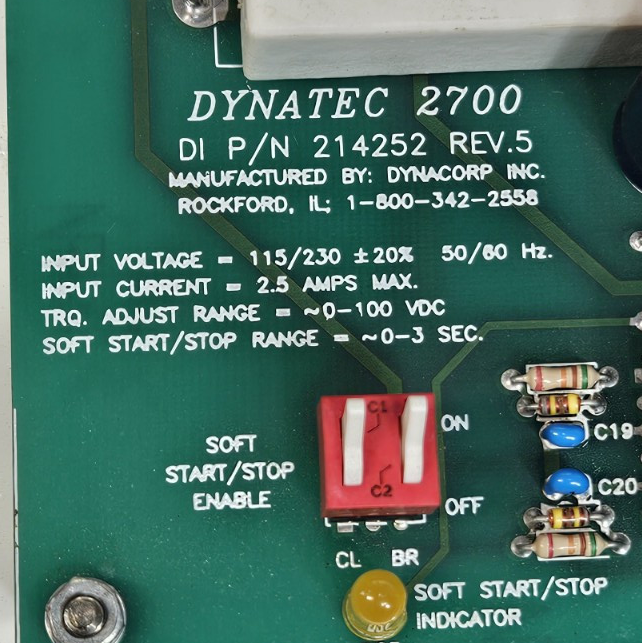 DYNATEC 2700
DI P/N 214252 REV.5
MANUFACTURED BY: DYNACORP INC.
ROCKFORD, IL; 1-800-342-2558
INPUT VOLTAGE = 115/230 ±20% 50/60 Hz.
INPUT CURRENT = 2.5 AMPS MAX.
TRQ. ADJUST RANGE = ~0-100 VDC
SOFT START/STOP RANGE = ~0-3 SEC.
SOFT
START/STOP
ENABLE
C1
C2
ON
OFF
C19
C20
CL BR
SOFT START/STOP
INDICATOR